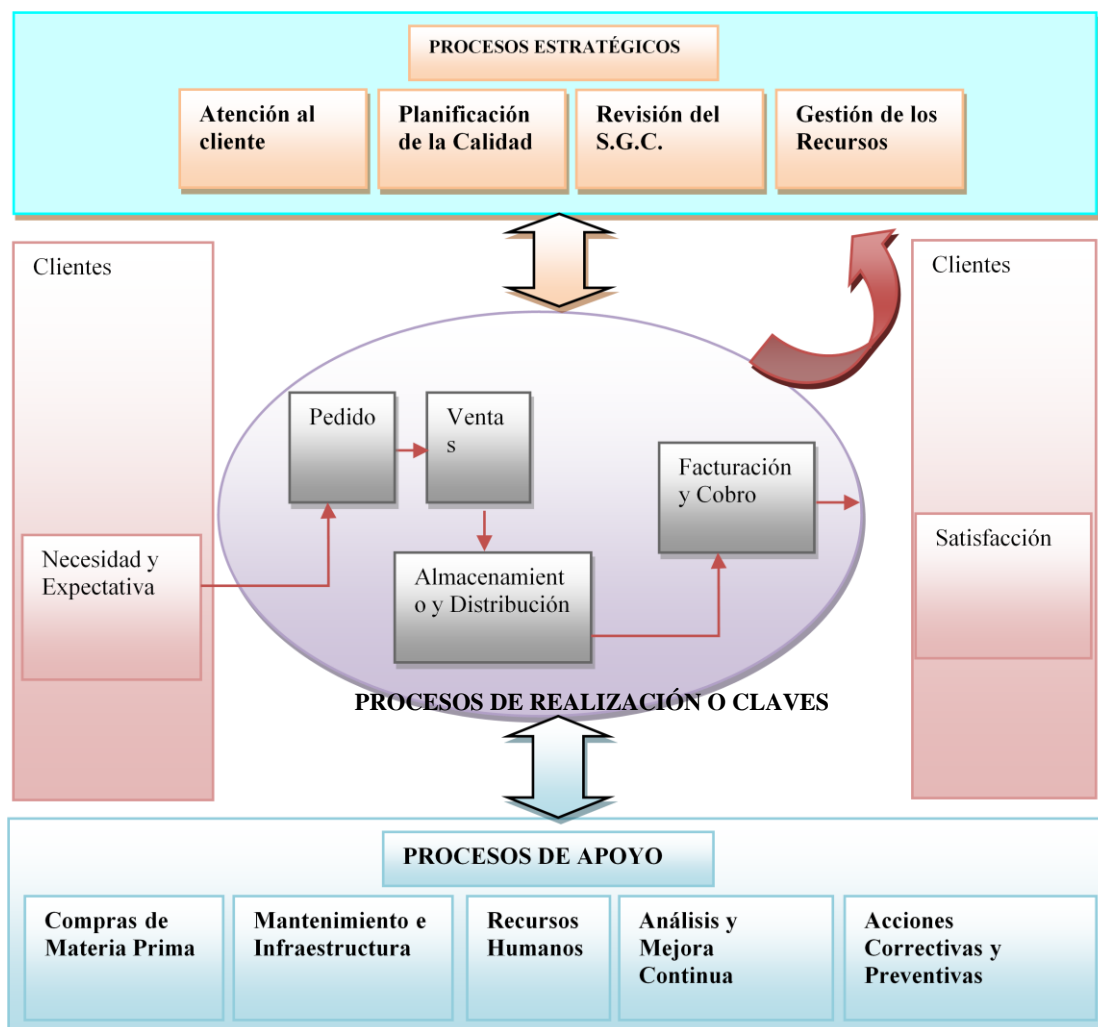 PROCESOS ESTRATÉGICOS
Atención al
cliente
Planificación
de la Calidad
Revisión del
S.G.C.
Gestión de los
Recursos
Clientes
Necesidad y
Expectativa
Pedido
Venta
s
Almacenamient
o y Distribución
Facturación
y Cobro
PROCESOS DE REALIZACIÓN O CLAVES
Clientes
Satisfacción
PROCESOS DE APOYO
Compras de
Materia Prima
Mantenimiento e
Infraestructura
Recursos
Humanos
Análisis y
Mejora
Continua
Acciones
Correctivas y
Preventivas